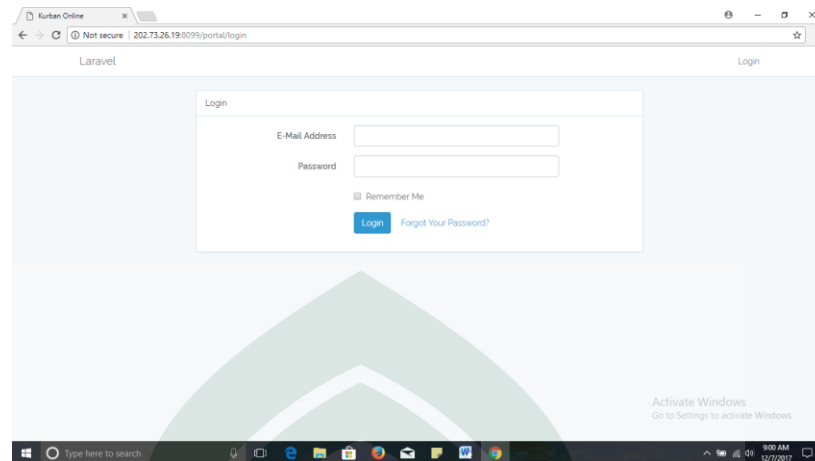 Kurban Online
Not secure | 202.73.26.19:8099/portal/login
Laravel
Login
Login
E-Mail Address
Password
Remember Me
Login
Forgot Your Password?
Activate Windows
Go to Settings to activate Windows.
Type here to search
9:00 AM
12/7/2017